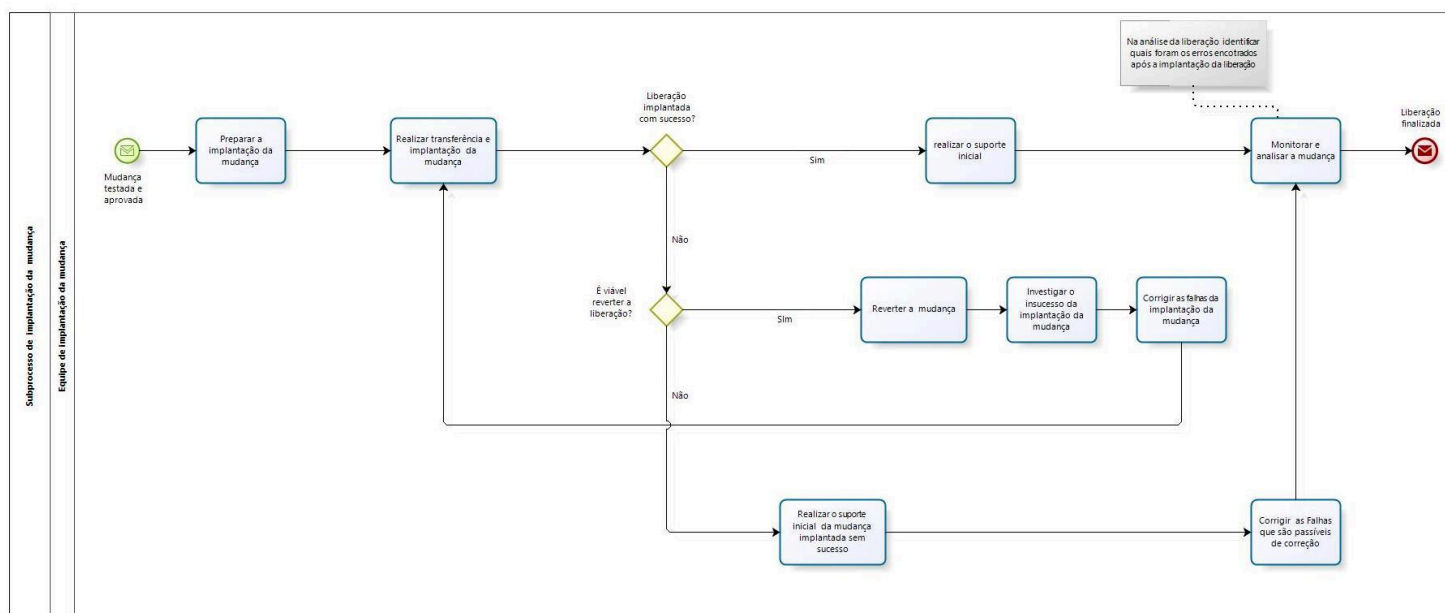 Subprocesso de implantação da mudança
Equipe de implantação da mudança
Mudança
testada e
aprovada
Preparar a
implantação da
mudança
Realizar transferência e
implantação da
mudança
Liberação
implantada
com sucesso?
Sim
realizar o suporte
inicial
Na análise da liberação identificar
quais foram os erros encotrados
após a implantação da liberação
Monitorar e
analisar a mudança
Liberação
finalizada
Não
É viável
reverter a
liberação?
SIm
Reverter a mudança
Investigar o
insucesso da
implantação da
mudança
Corrigir as falhas da
implantação da
mudança
Não
Realizar o suporte
inicial da mudança
implantada sem
sucesso
Corrigir as Falhas
que são passíveis
de correção